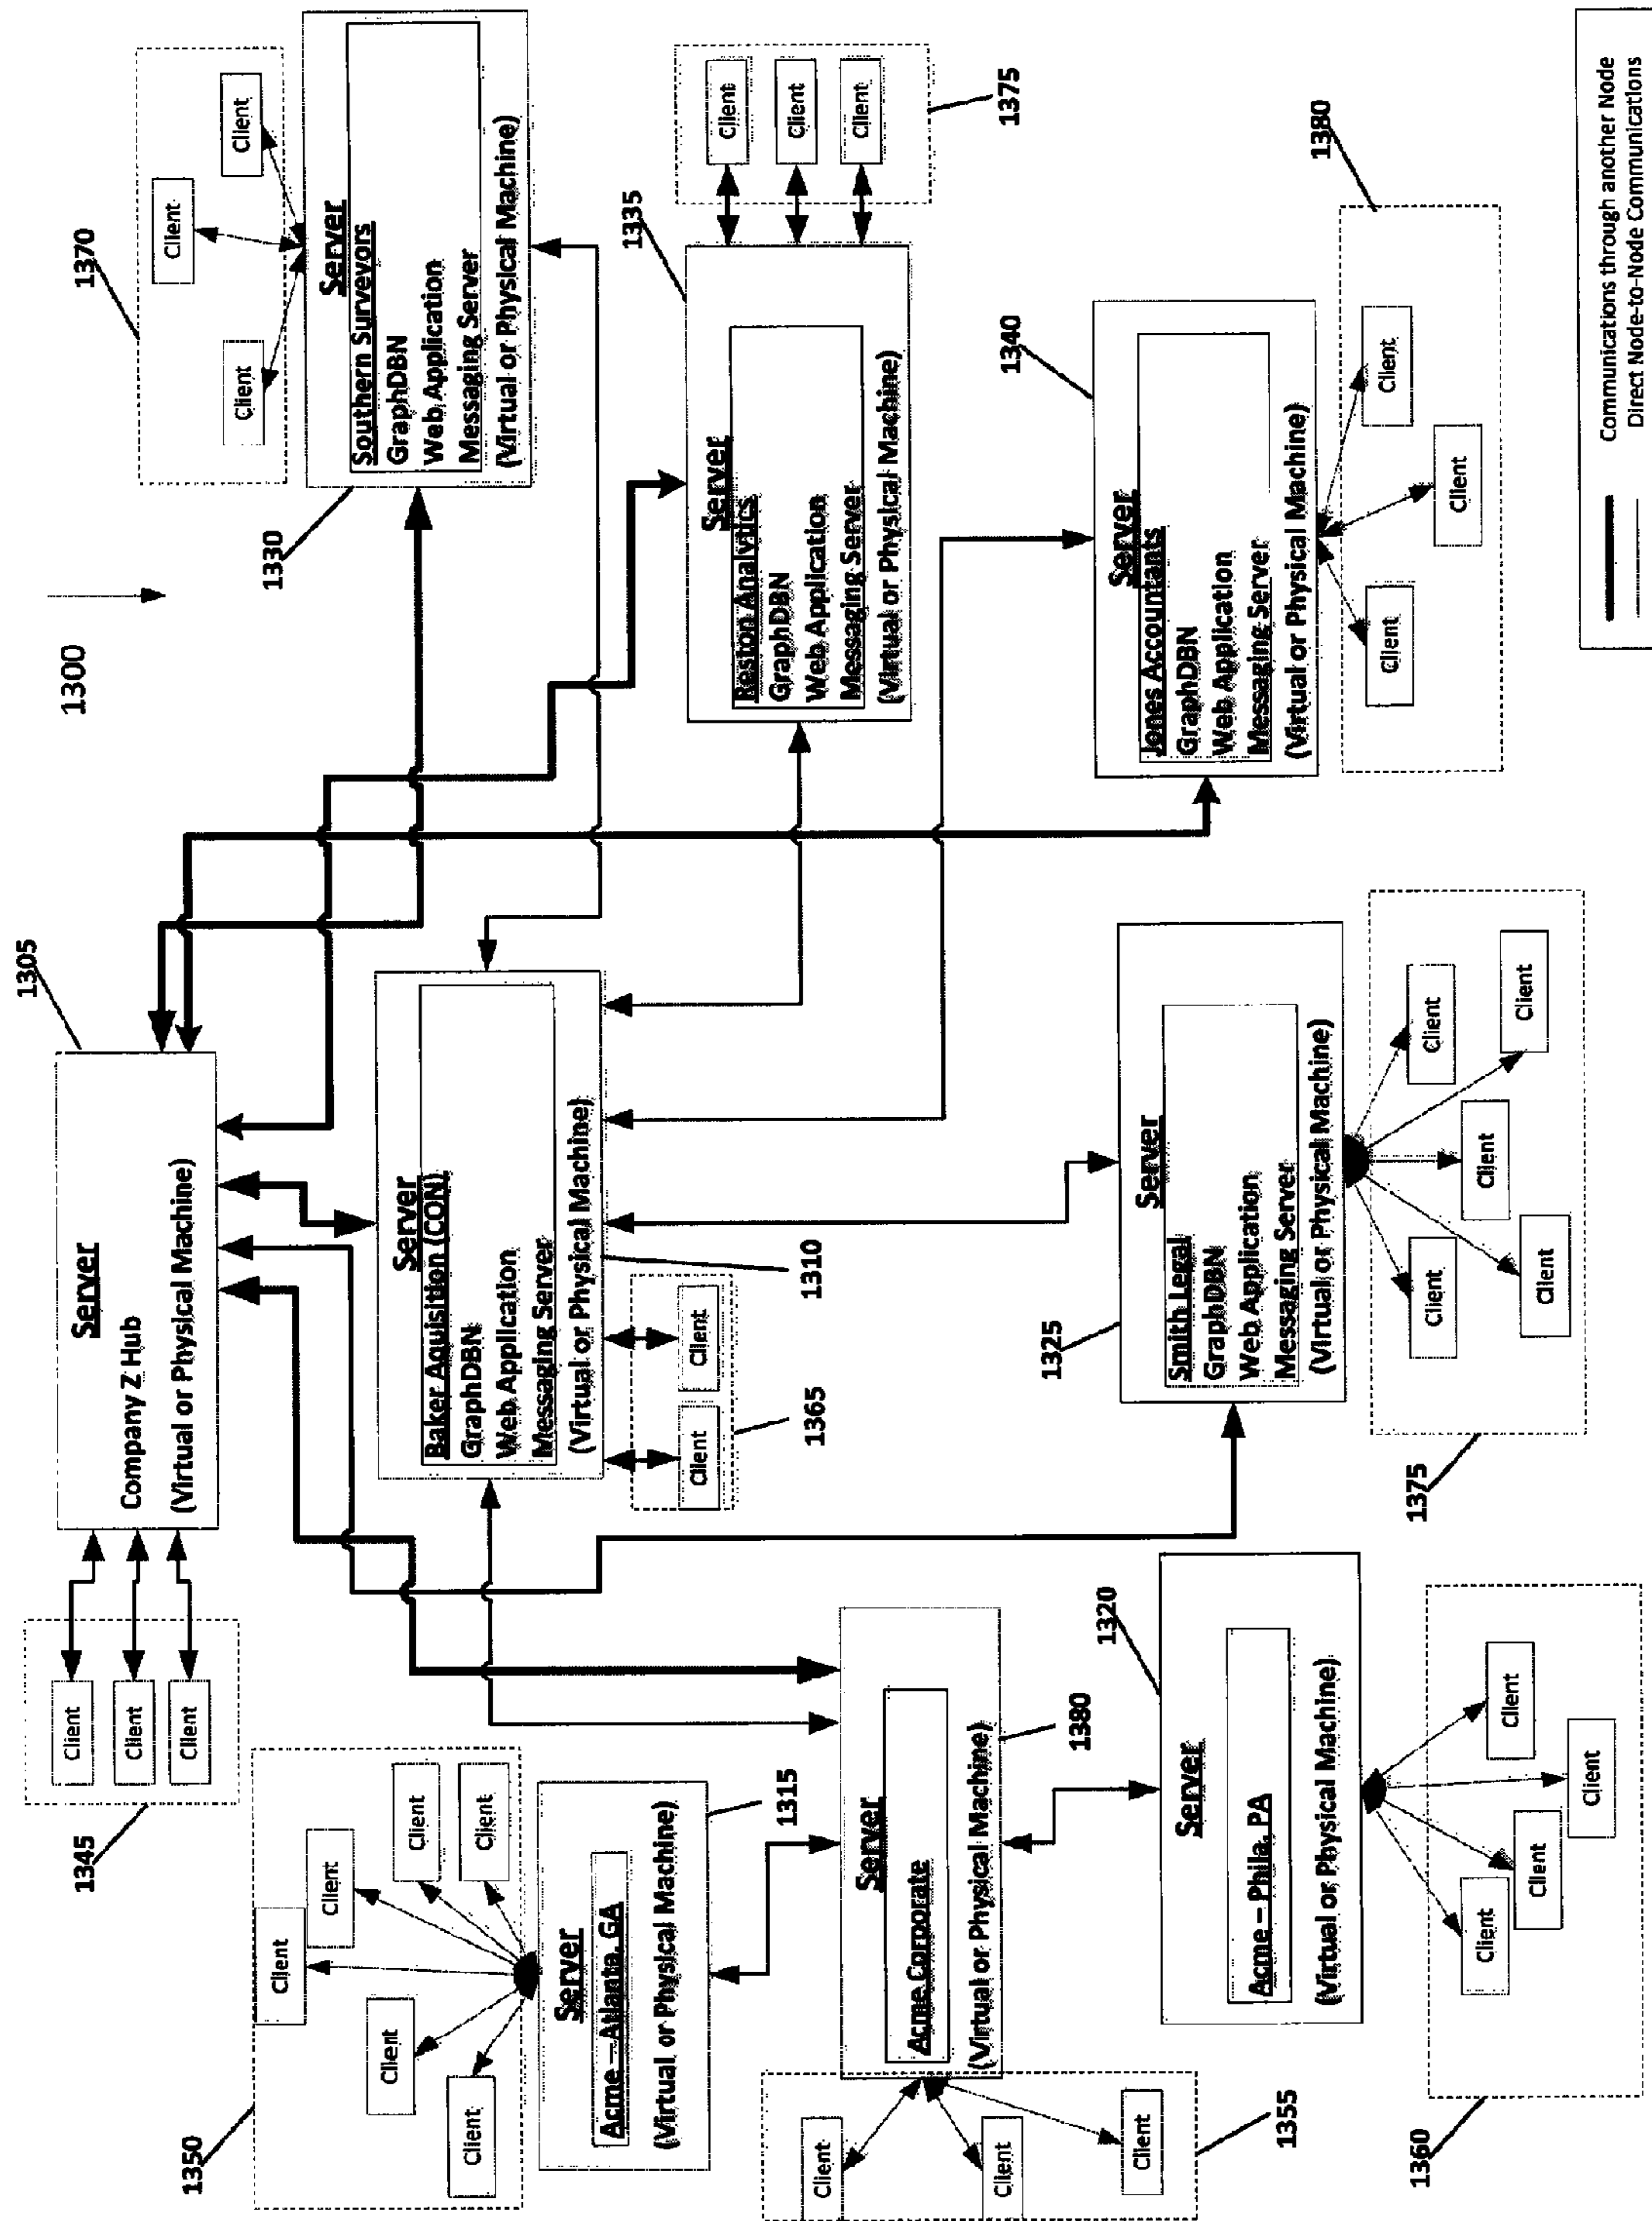 1300
1305
Server
Company Z Hub
(Virtual or Physical Machine)
1345
Client
Client
Client
1350
Client
Client
Client
Client
Client
Client
Server
Acme – Atlanta, GA
(Virtual or Physical Machine)
1315
Server
Baker Aquisition (CON)
GraphDBN
Web Application
Messaging Server
(Virtual or Physical Machine)
1310
Client
Client
1365
1370
Client
Client
Client
Server
Southern Surveyors
GraphDBN
Web Application
Messaging Server
(Virtual or Physical Machine)
1330
1335
Server
Reston Analytics
GraphDBN
Web Application
Messaging Server
(Virtual or Physical Machine)
Client
Client
Client
1375
Server
Acme Corporate
(Virtual or Physical Machine)
1380
Client
Client
Client
1355
1320
Server
Acme – Phila, PA
(Virtual or Physical Machine)
Client
Client
Client
Client
1360
1325
Server
Smith Legal
GraphDBN
Web Application
Messaging Server
(Virtual or Physical Machine)
Client
Client
Client
Client
Client
1375
1340
Server
Jones Accountants
GraphDBN
Web Application
Messaging Server
(Virtual or Physical Machine)
Client
Client
Client
1380
Communications through another Node
Direct Node-to-Node Communications